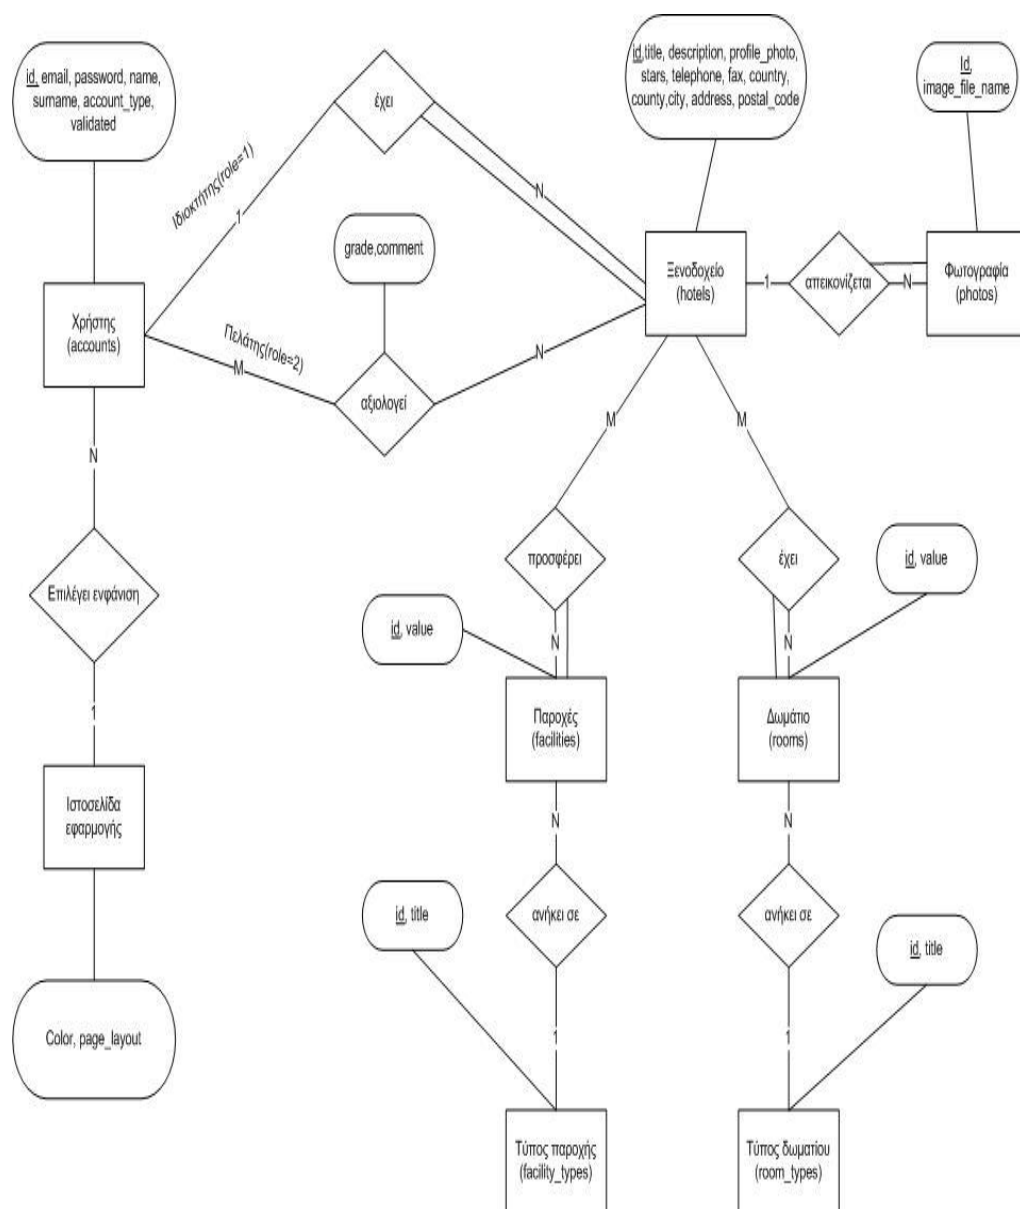 id, email, password, name,
surname, account_type,
validated
έχει
id,title, description, profile_photo,
stars, telephone, fax, country,
county,city, address, postal_code
Id,
image_file_name
Ιδιοκτήτης(role=1)
1
N
grade,comment
Χρήστης
(accounts)
Πελάτης(role=2)
M
αξιολογεί
N
Ξενοδοχείο
(hotels)
1
απεικονίζεται
N
Φωτογραφία
(photos)
N
M
M
Επιλέγει ενφάνιση
προσφέρει
έχει
id, value
id, value
N
N
1
Παροχές
(facilities)
Δωμάτιο
(rooms)
Ιστοσελίδα
εφαρμογής
N
N
id, title
ανήκει σε
ανήκει σε
id, title
Color, page_layout
1
1
Τύπος παροχής
(facility_types)
Τύπος δωματίου
(room_types)